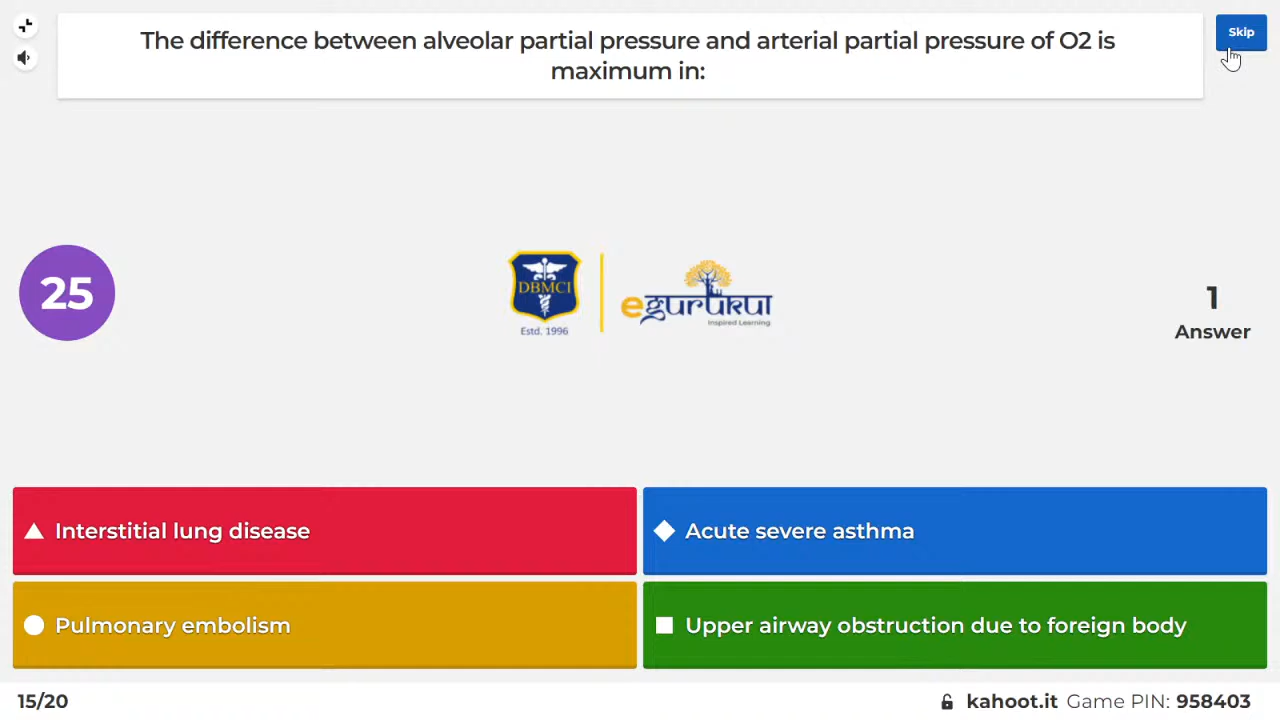 The difference between alveolar partial pressure and arterial partial pressure of O2 is
maximum in:
Skip
25
DBMCI
Estd. 1996
eगुरुkul
Inspired Learning
1
Answer
Interstitial lung disease
Acute severe asthma
Pulmonary embolism
Upper airway obstruction due to foreign body
15/20
kahoot.it Game PIN: 958403